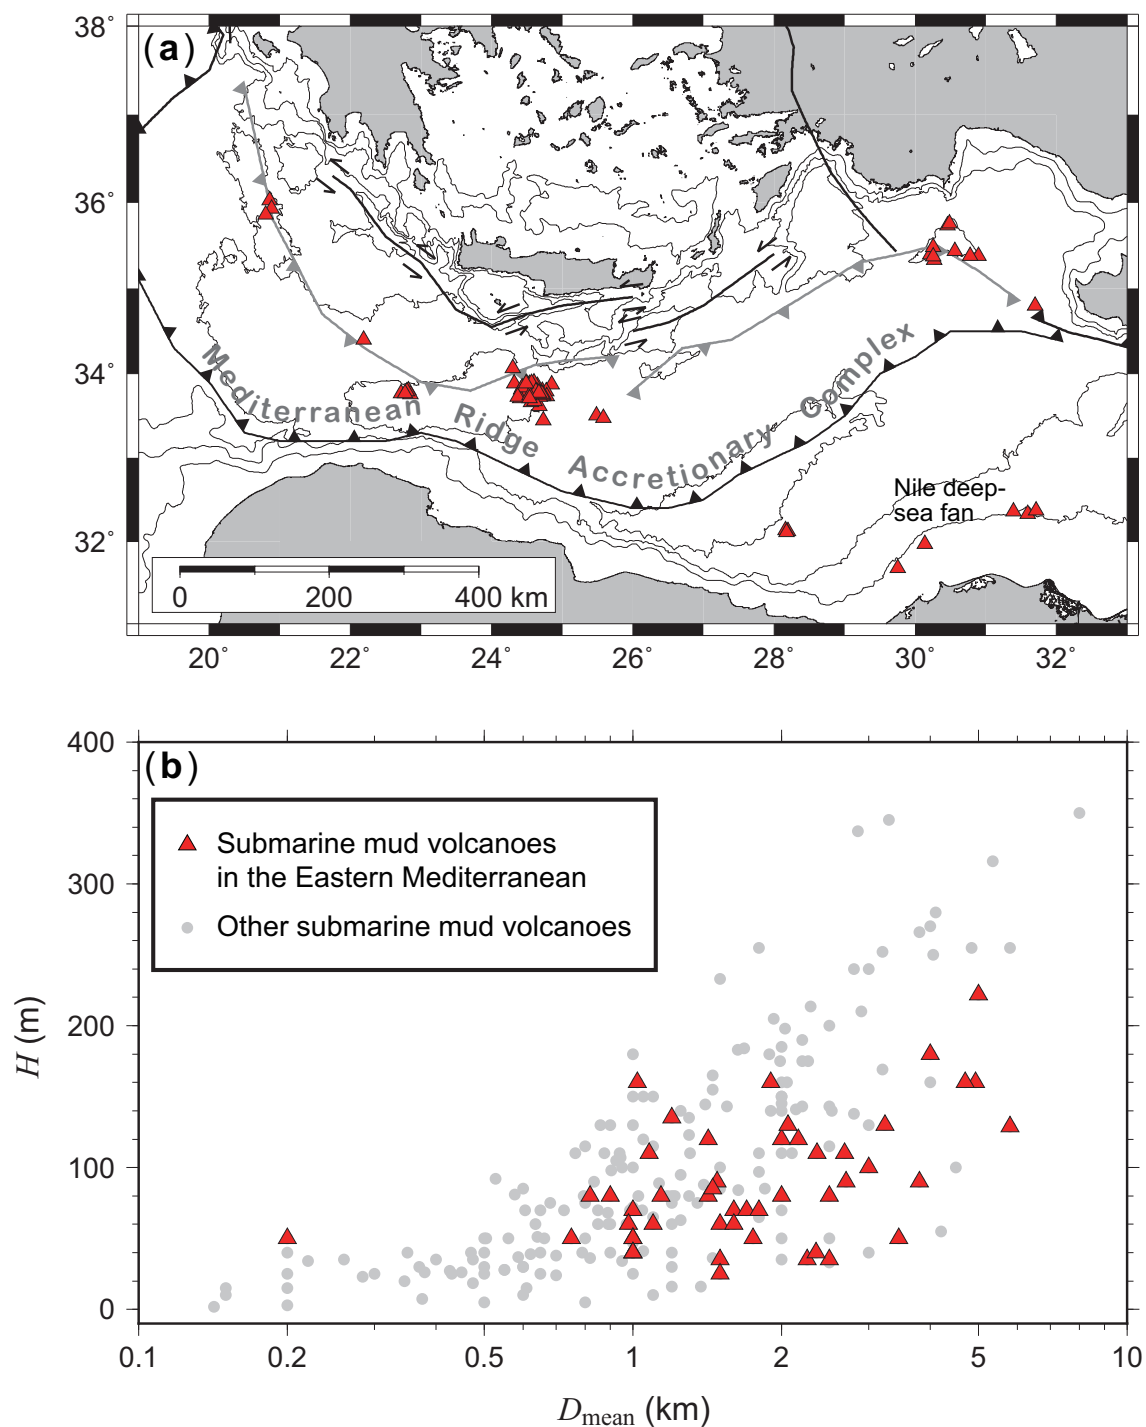 (a)
38°
36°
34°
32°
Mediterranean Ridge Accretionary Complex
Nile deep-
sea fan
0 200 400 km
20° 22° 24° 26° 28° 30° 32°
(b)
400
300
200
100
0
H (m)
Submarine mud volcanoes
in the Eastern Mediterranean
Other submarine mud volcanoes
0.1 0.2 0.5 1 2 5 10
Dmean (km)